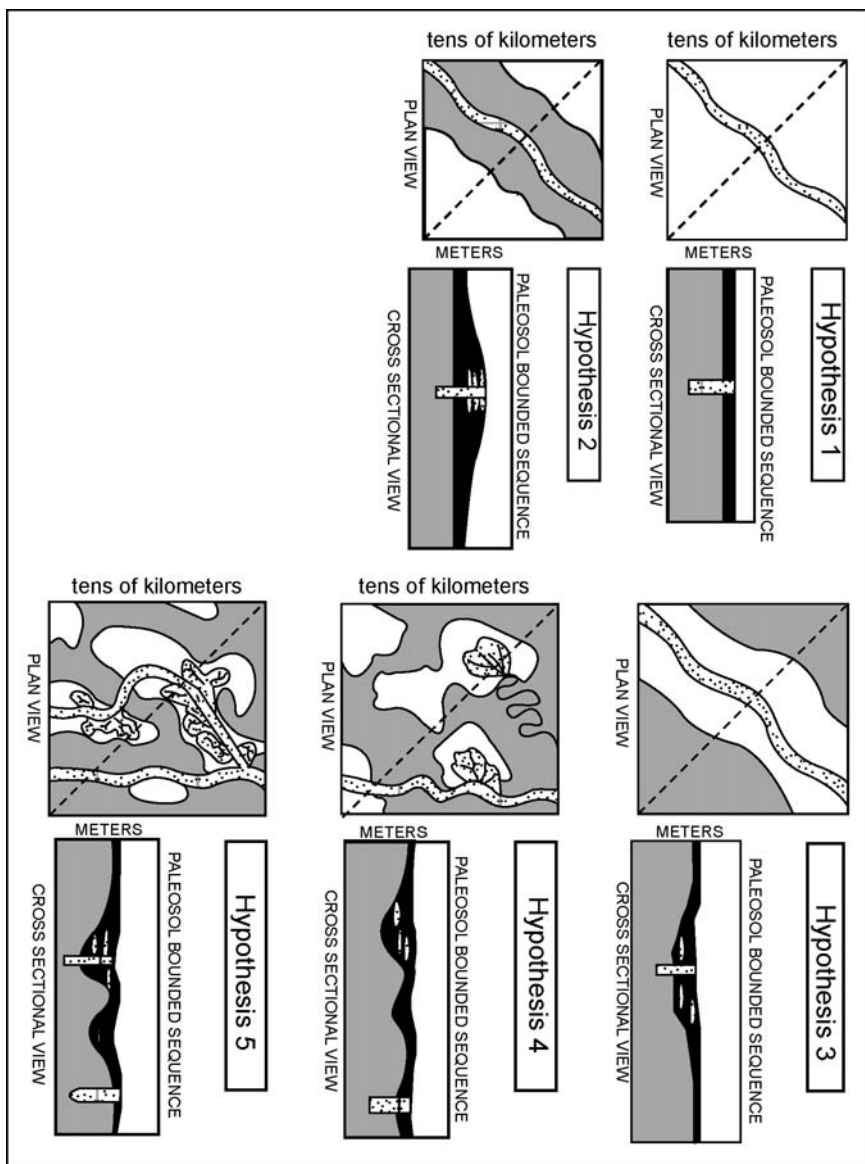 Hypothesis 1
tens of kilometers
PLAN VIEW
METERS
PALEOSOL BOUNDED SEQUENCE
CROSS SECTIONAL VIEW
Hypothesis 2
tens of kilometers
PLAN VIEW
METERS
PALEOSOL BOUNDED SEQUENCE
CROSS SECTIONAL VIEW
Hypothesis 3
PLAN VIEW
METERS
PALEOSOL BOUNDED SEQUENCE
CROSS SECTIONAL VIEW
Hypothesis 4
tens of kilometers
PLAN VIEW
PALEOSOL BOUNDED SEQUENCE
CROSS SECTIONAL VIEW
Hypothesis 5
tens of kilometers
PLAN VIEW
METERS
PALEOSOL BOUNDED SEQUENCE
CROSS SECTIONAL VIEW